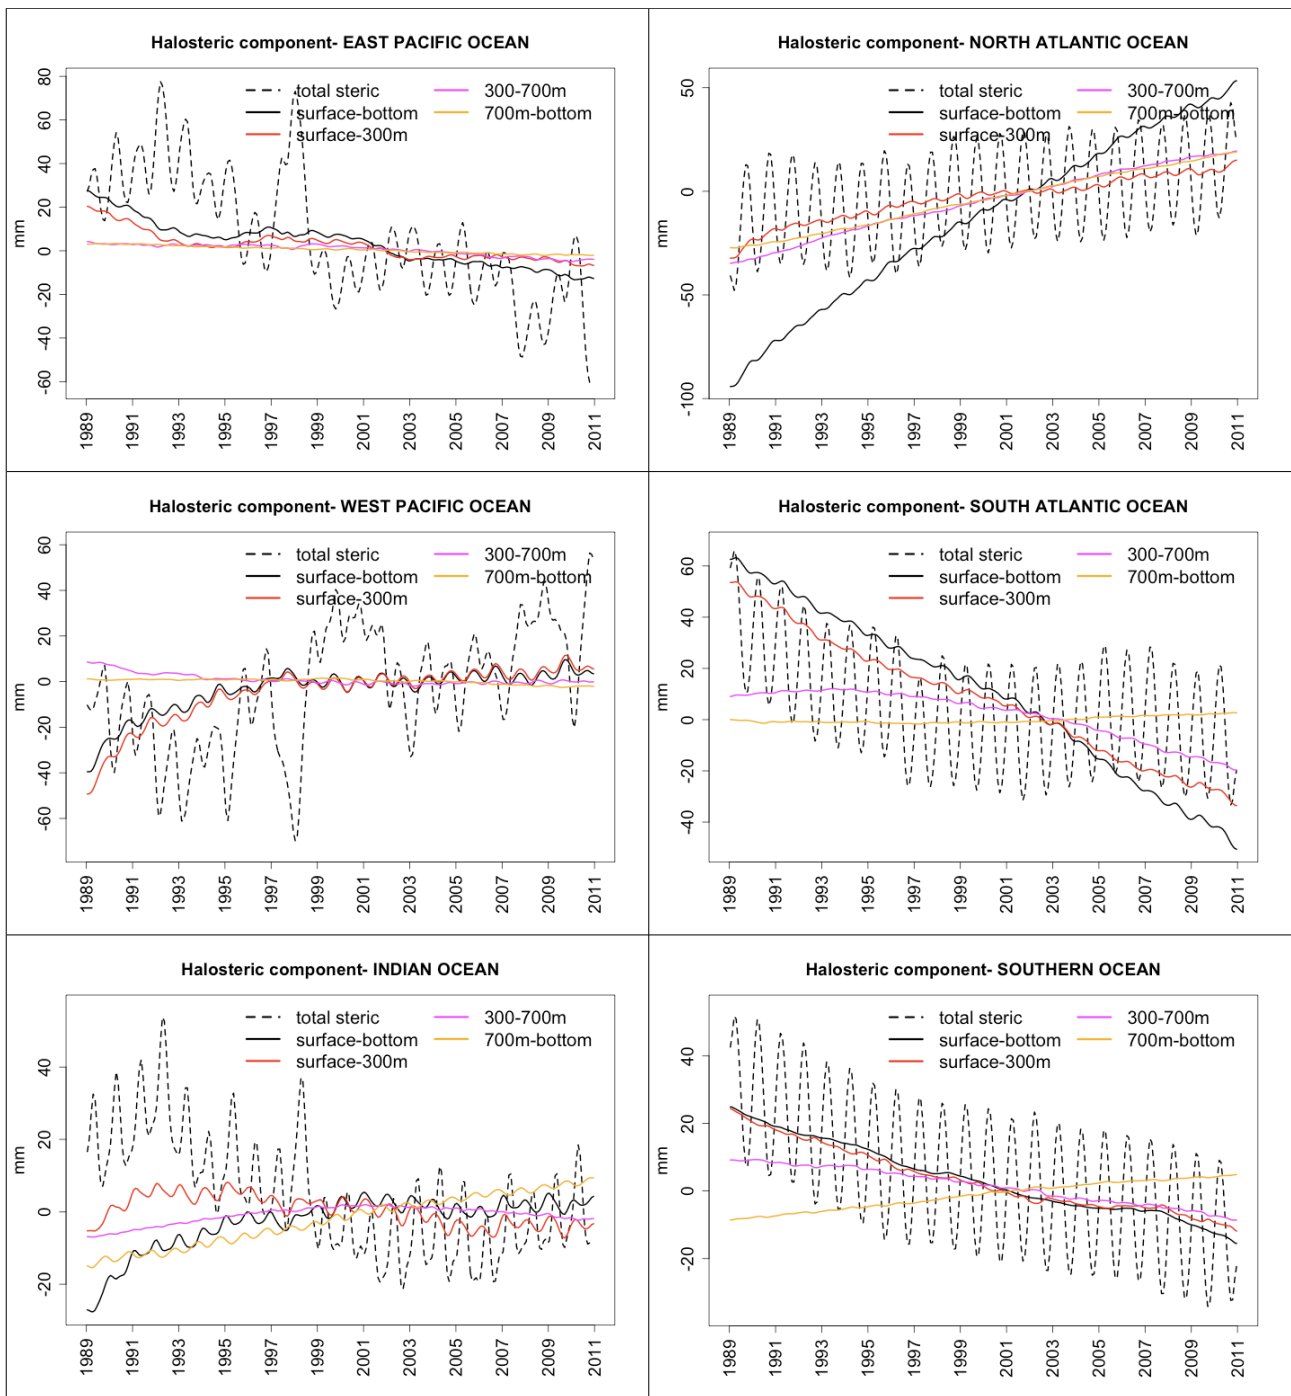 Halosteric component- EAST PACIFIC OCEAN
total steric
surface-bottom
surface-300m
300-700m
700m-bottom
mm
80
60
40
20
0
-20
-40
-60
1989
1991
1993
1995
1997
1999
2001
2003
2005
2007
2009
2011
Halosteric component- NORTH ATLANTIC OCEAN
total steric
surface-bottom
surface-300m
300-700m
700m-bottom
mm
50
0
-50
-100
1989
1991
1993
1995
1997
1999
2001
2003
2005
2007
2009
2011
Halosteric component- WEST PACIFIC OCEAN
total steric
surface-bottom
surface-300m
300-700m
700m-bottom
mm
60
40
20
0
-20
-40
-60
1989
1991
1993
1995
1997
1999
2001
2003
2005
2007
2009
2011
Halosteric component- SOUTH ATLANTIC OCEAN
total steric
surface-bottom
surface-300m
300-700m
700m-bottom
mm
60
40
20
0
-20
-40
1989
1991
1993
1995
1997
1999
2001
2003
2005
2007
2009
2011
Halosteric component- INDIAN OCEAN
total steric
surface-bottom
surface-300m
300-700m
700m-bottom
mm
40
20
0
20
1989
1991
1993
1995
1997
1999
2001
2003
2005
2007
2009
2011
Halosteric component- SOUTHERN OCEAN
total steric
surface-bottom
surface-300m
300-700m
700m-bottom
mm
40
20
0
-20
1989
1991
1993
1995
1997
1999
2001
2003
2005
2007
2009
2011